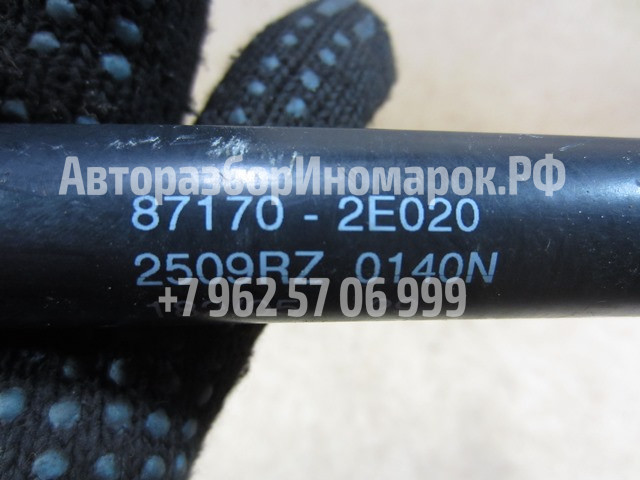 АвторазборИномарок.РФ
87170 - 2E020
2509RZ 0140N
+7 962 57 06 999